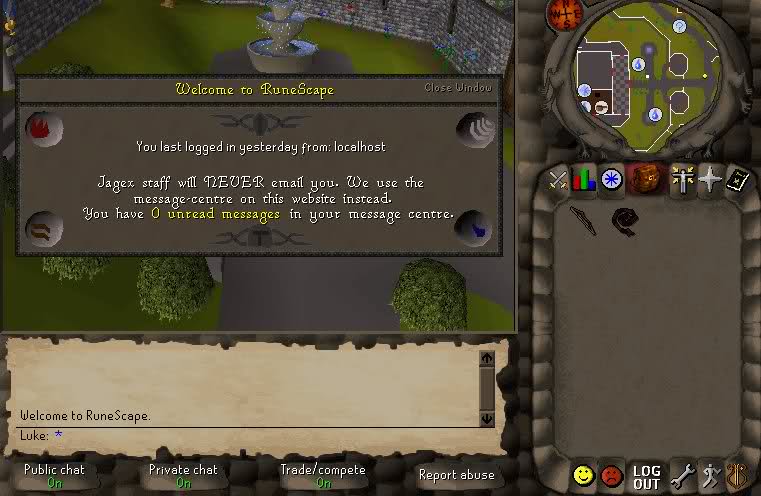 Welcome to RuneScape
Close Window
You last logged in yesterday from: localhost
Jagex staff will NEVER email you. We use the
message-centre on this website instead.
You have 0 unread messages in your message centre.
Welcome to RuneScape.
Luke: *
Public chat
On
Private chat
On
Trade/compete
On
Report abuse
LOG
OUT